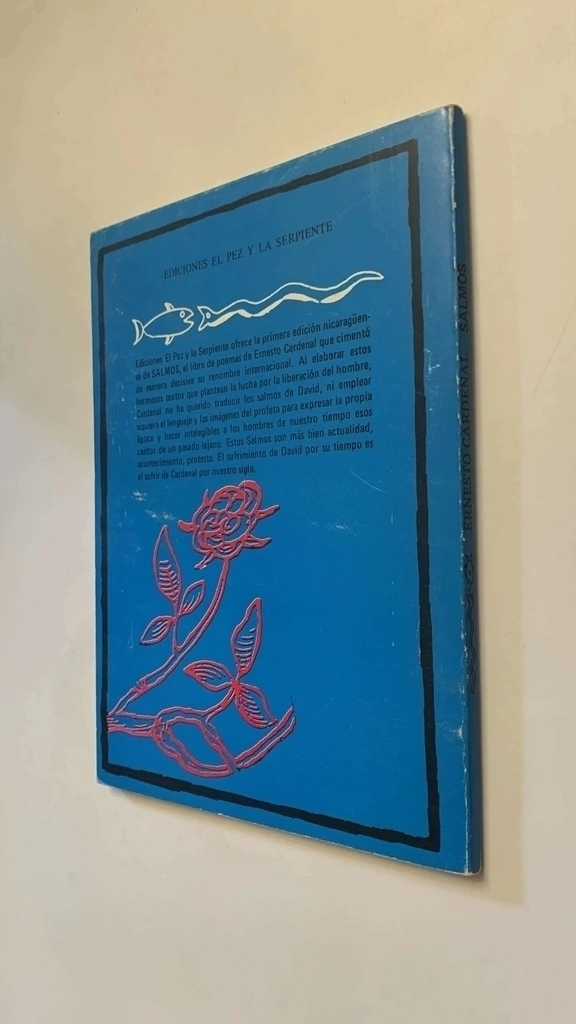 EDICIONES EL PEZ Y LA SERPIENTE
Ediciones El Pez y la Serpiente ofrece la primera edición nicaragüen-
se de SALMOS, el libro de poemas de Ernesto Cardenal que cimentó
de manera decisiva su renombre internacional. Al elaborar estos
hermosos textos que plantean la lucha por la liberación del hombre,
Cardenal no ha querido traducir los salmos de David, ni emplear
siquiera el lenguaje y las imágenes del profeta para expresar la propia
época y hacer inteligibles a los hombres de nuestro tiempo esos
cantos de un pasado lejano. Estos Salmos son más bien actualidad,
acontecimiento, protesta. El sufrimiento de David por su tiempo es
el sufrir de Cardenal por nuestro siglo.
ERNESTO CARDENAL SALMOS